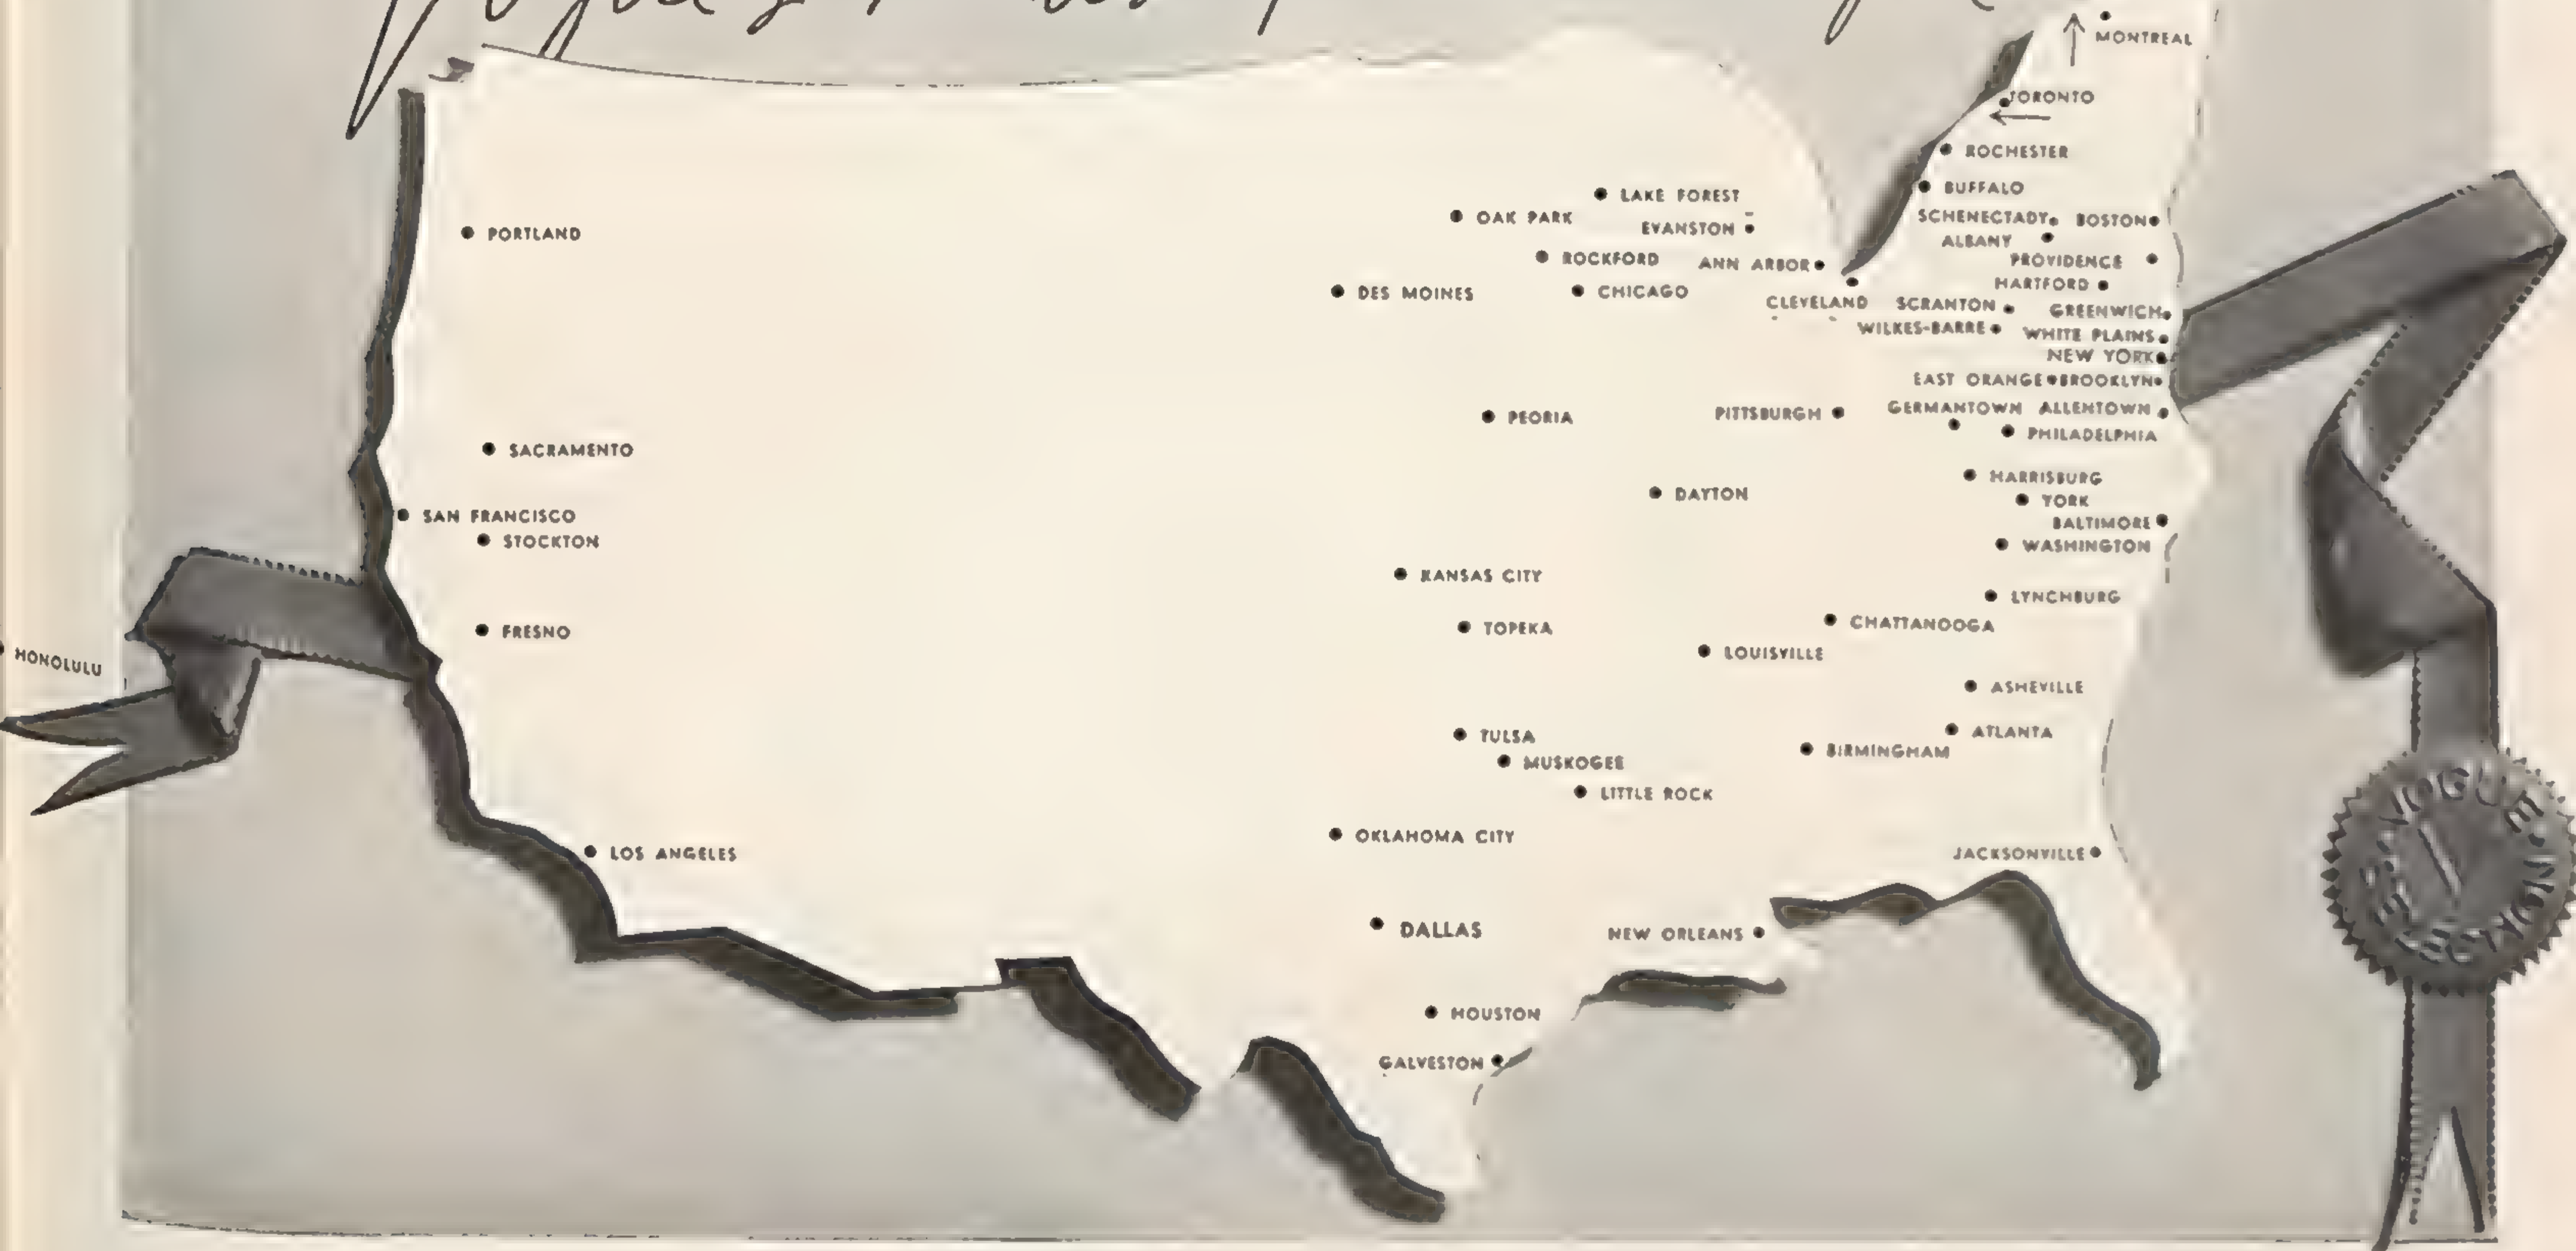 MONTREAL
TORONTO
ROCHESTER
LAKE FOREST
BUFFALO
OAK PARK
EVANSTON
SCHENECTADY
BOSTON
PORTLAND
ALBANY
ROCKFORD
ANN ARBOR
PROVIDENCE
HARTFORD
DES MOINES
CHICAGO
CLEVELAND
SCRANTON
GREENWICH
WILKES-BARRE
WHITE PLAINS
NEW YORK
EAST ORANGE
BROOKLYN
PEORIA
PITTSBURGH
GERMANTOWN
ALLENTOWN
PHILADELPHIA
SACRAMENTO
HARRISBURG
DAYTON
YORK
SAN FRANCISCO
BALTIMORE
STOCKTON
WASHINGTON
KANSAS CITY
LYNCHBURG
FRESNO
TOPEKA
CHATTANOOGA
HONOLULU
LOUISVILLE
ASHEVILLE
TULSA
ATLANTA
MUSKOGEE
BIRMINGHAM
LITTLE ROCK
OKLAHOMA CITY
LOS ANGELES
JACKSONVILLE
DALLAS
NEW ORLEANS
HOUSTON
GALVESTON
VOGUE